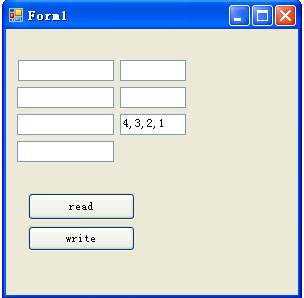 Form1
4,3,2,1
read
write